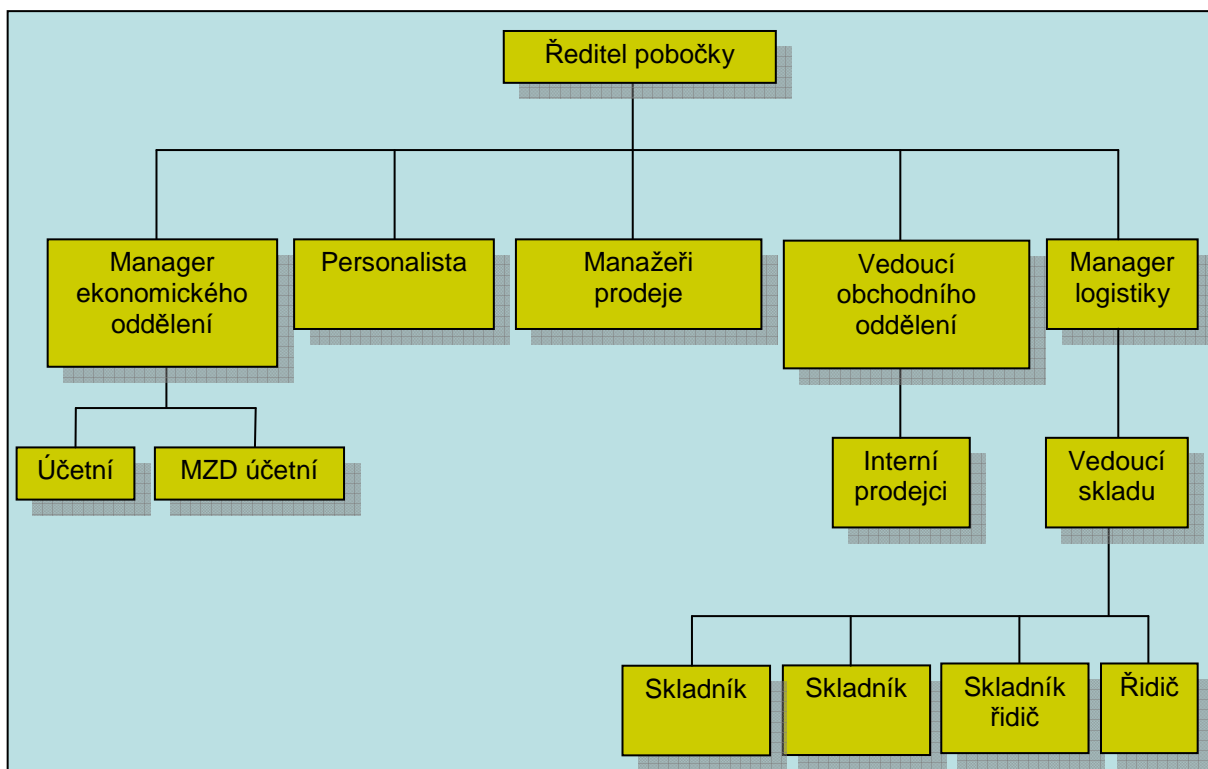 Ředitel pobočky
Manager
ekonomického
oddělení
Personalista
Manažeři
prodeje
Vedoucí
obchodního
oddělení
Manager
logistiky
Účetní
MZD účetní
Interní
prodejci
Vedoucí
skladu
Skladník
Skladník
Skladník
řidič
Řidič